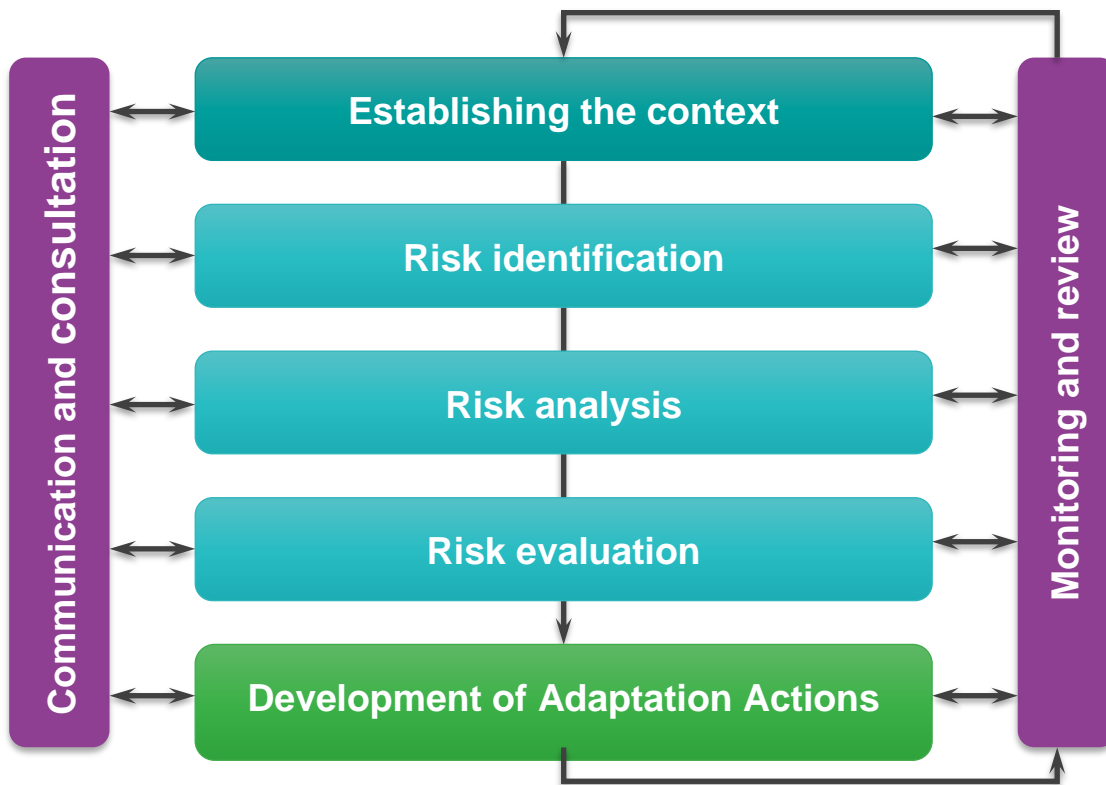 Communication and consultation
Establishing the context
Risk identification
Risk analysis
Risk evaluation
Development of Adaptation Actions
Monitoring and review